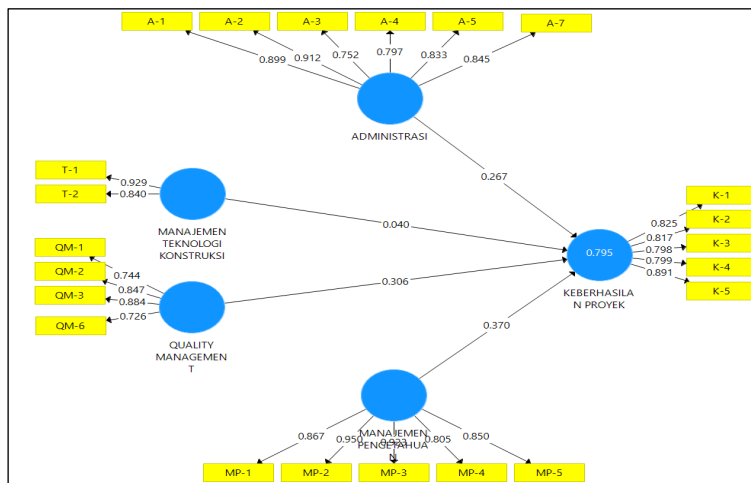 A-1
A-2
A-3
A-4
A-5
A-7
0.899
0.912
0.752
0.797
0.833
0.845
ADMINISTRASI
0.267
T-1
T-2
0.929
0.840
MANAJEMEN
TEKNOLOGI
KONSTRUKSI
0.040
QM-1
QM-2
QM-3
QM-6
0.744
0.847
0.884
0.726
QUALITY
MANAGEMEN
T
0.306
0.795
KEBERHASILA
N PROYEK
0.825
0.817
0.798
0.799
0.891
K-1
K-2
K-3
K-4
K-5
0.370
MANAJEMEN
PENGETAHUA
N
0.867
0.950
0.805
0.850
MP-1
MP-2
MP-3
MP-4
MP-5